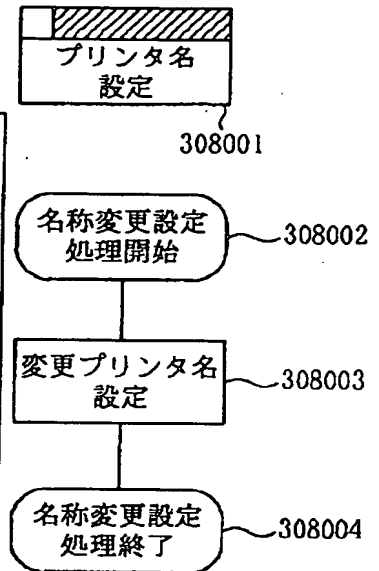 プリンタ名
設定
308001
名称変更設定
処理開始
308002
変更プリンタ名
設定
308003
名称変更設定
処理終了
308004